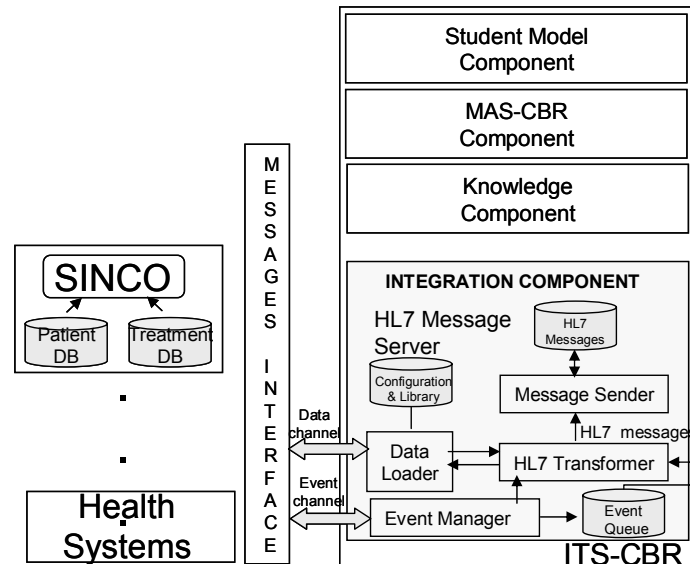 Student Model
Component
MAS-CBR
Component
Knowledge
Component
MESSAGES INTERFACE
SINCO
Patient
DB
Treatment
DB
Health
Systems
Data
channel
Event
channel
INTEGRATION COMPONENT
HL7 Message
Server
HL7
Messages
Configuration
& Library
Message Sender
HL7 messages
Data
Loader
HL7 Transformer
Event Manager
Event
Queue
ITS-CBR